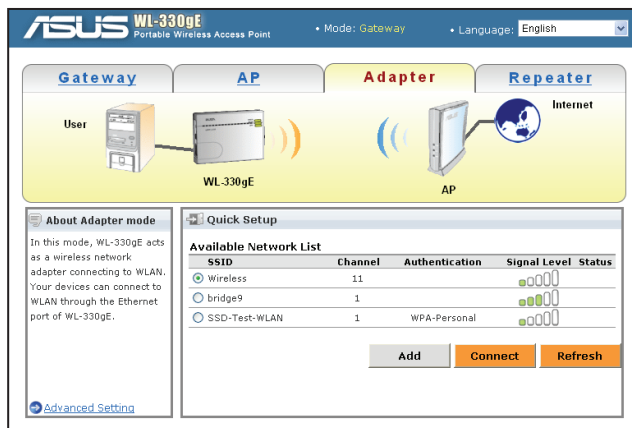 ASUS WL-330gE
Portable Wireless Access Point
• Mode: Gateway
• Language: English
Gateway
AP
Adapter
Repeater
User
WL-330gE
AP
Internet
About Adapter mode
In this mode, WL-330gE acts
as a wireless network
adapter connecting to WLAN.
Your devices can connect to
WLAN through the Ethernet
port of WL-330gE.
Advanced Setting
Quick Setup
Available Network List
SSID Channel Authentication Signal Level Status
Wireless 11
bridge9 1
SSD-Test-WLAN 1 WPA-Personal
Add Connect Refresh